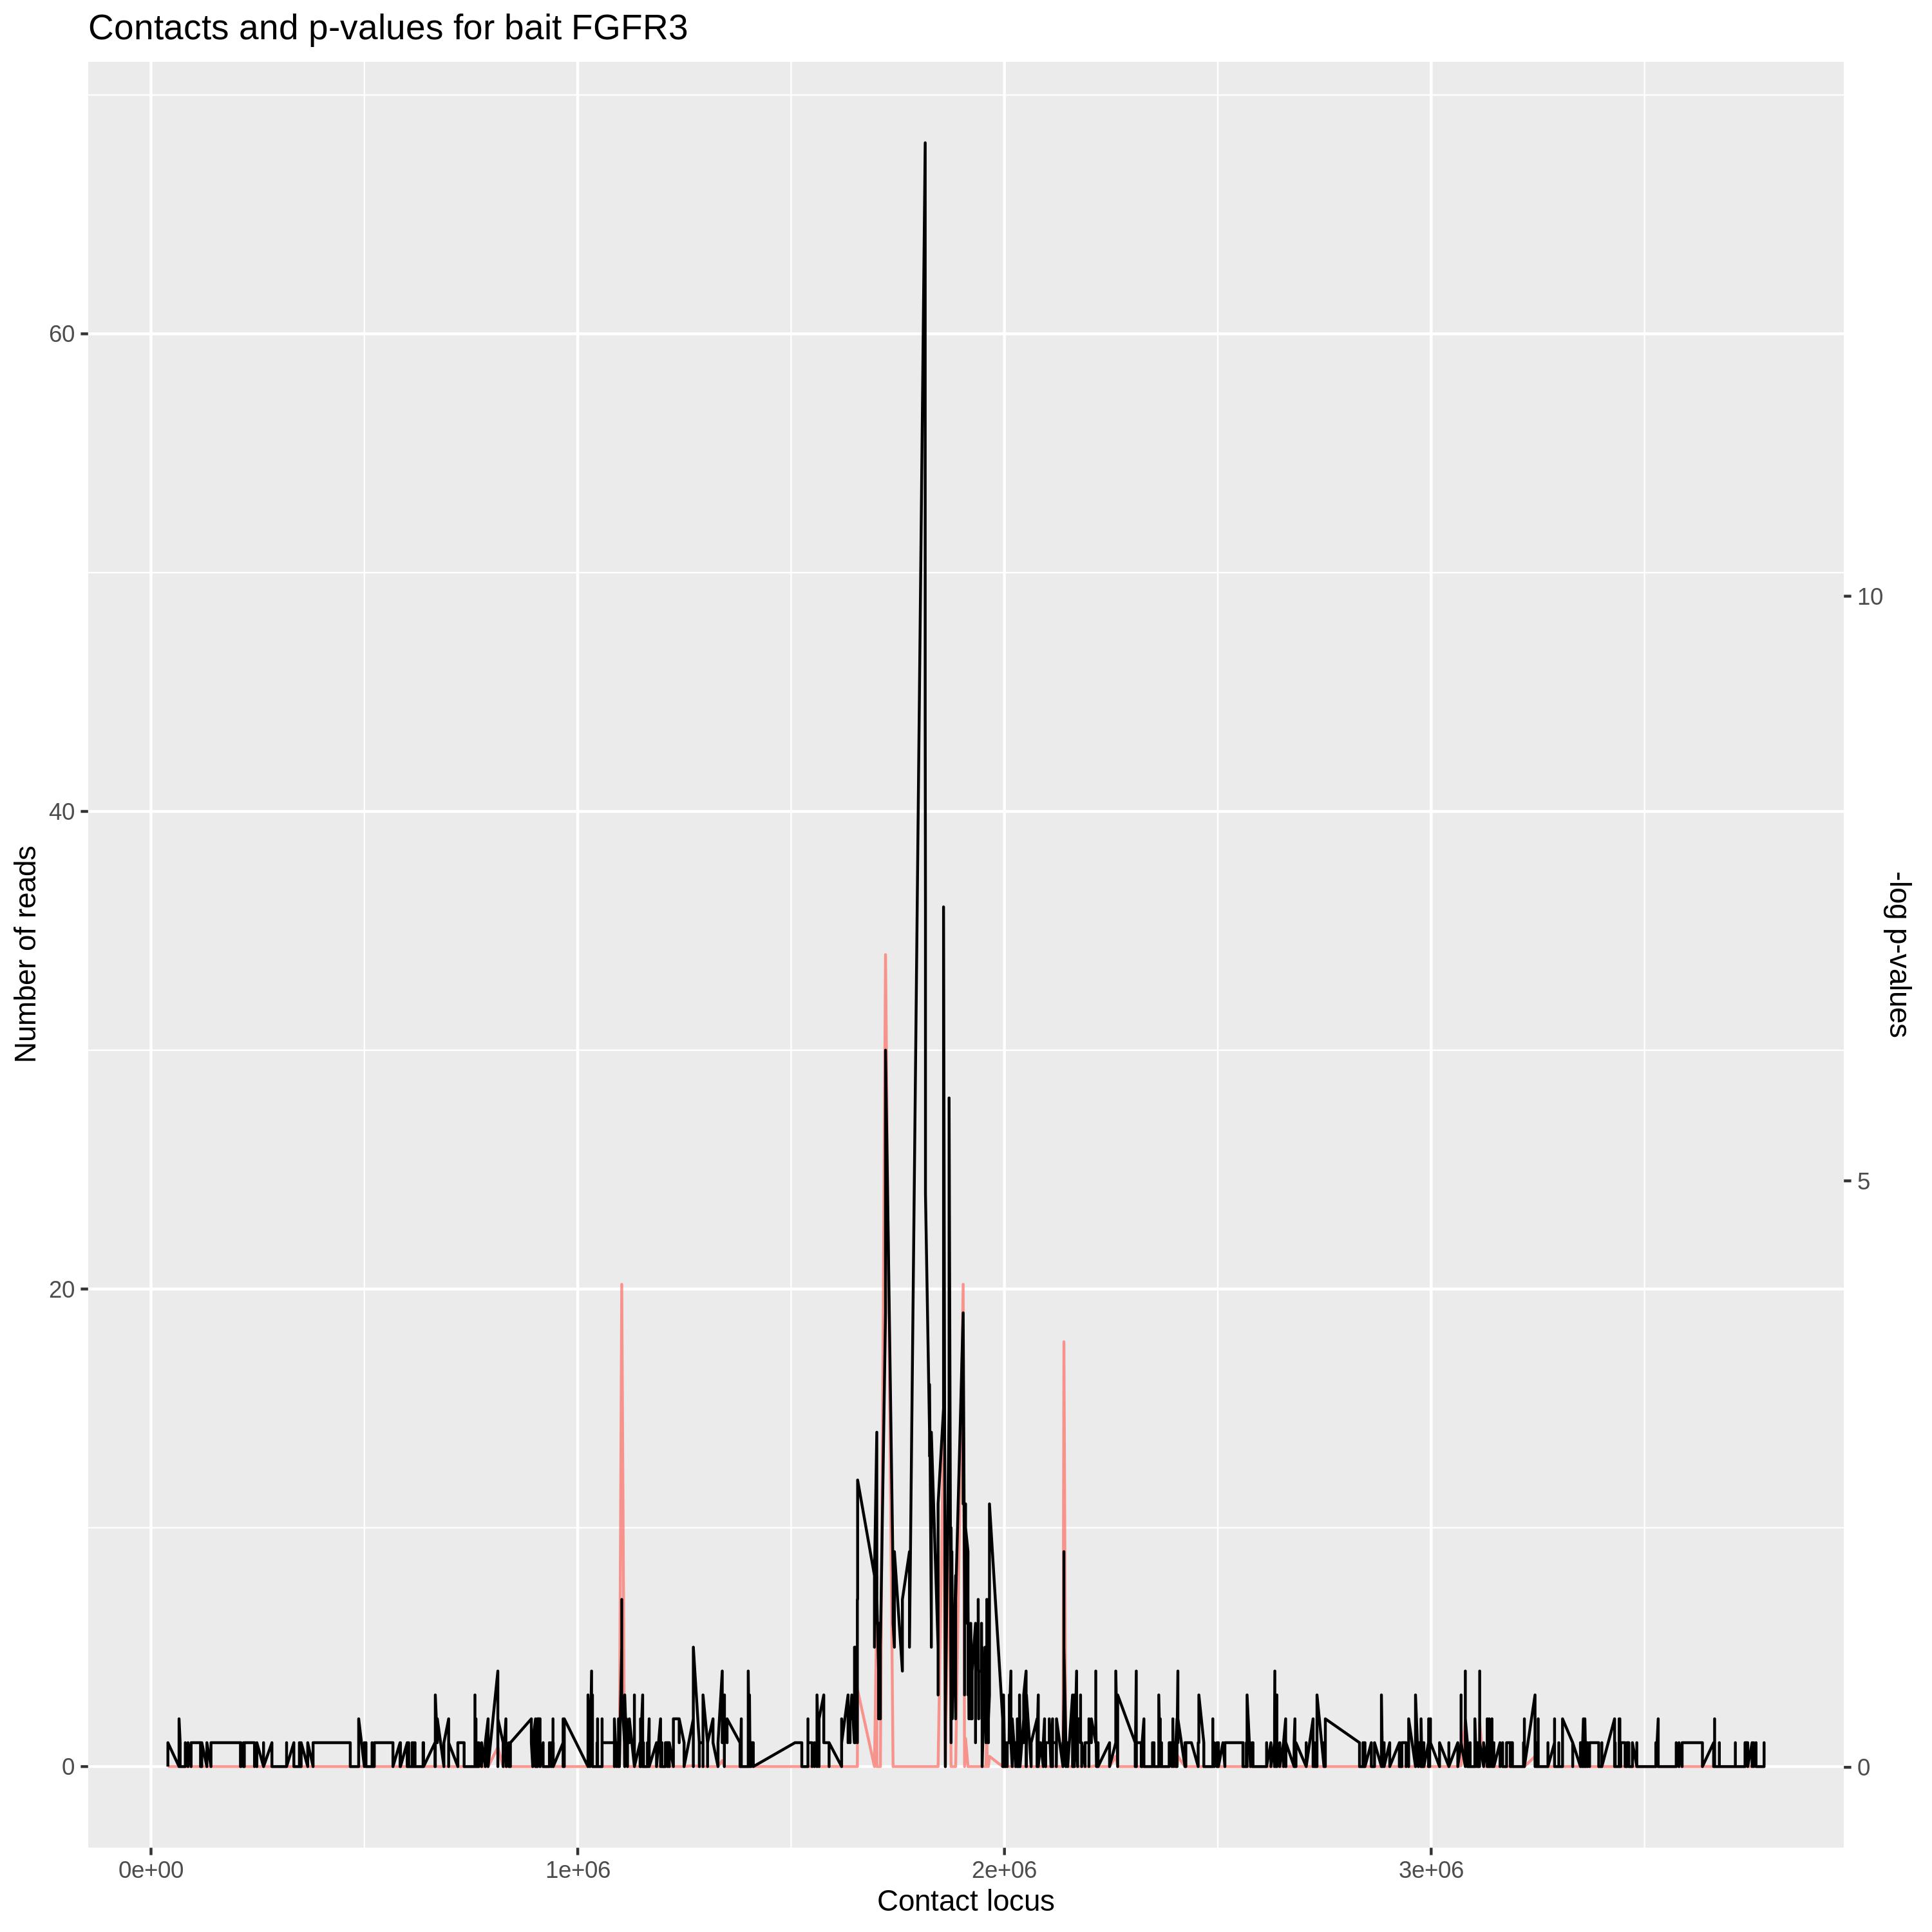 Contacts and p-values for bait FGFR3
60
40
20
0
Number of reads
10
5
0
-log p-values
0e+00 1e+06 2e+06 3e+06
Contact locus